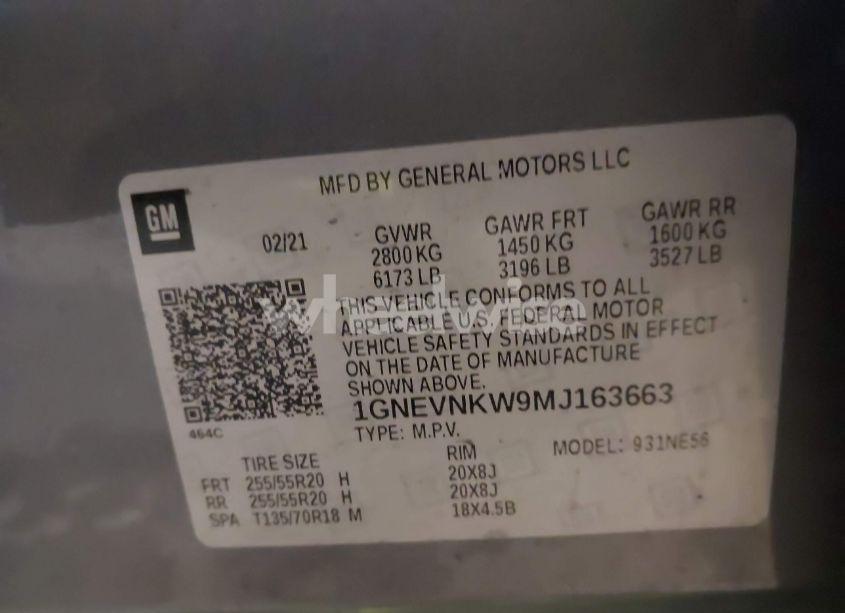 MFD BY GENERAL MOTORS LLC
GM
02/21 GVWR GAWR FRT GAWR RR
2800 KG 1450 KG 1600 KG
6173 LB 3196 LB 3527 LB
THIS VEHICLE CONFORMS TO ALL
APPLICABLE U.S. FEDERAL MOTOR
VEHICLE SAFETY STANDARDS IN EFFECT
ON THE DATE OF MANUFACTURE
SHOWN ABOVE.
1GNEVNKW9MJ163663
464C
TYPE: M.P.V. MODEL: 931NE56
TIRE SIZE RIM
FRT 255/55R20 H 20X8J
RR 255/55R20 H 20X8J
SPA T135/70R18 M 18X4.5B